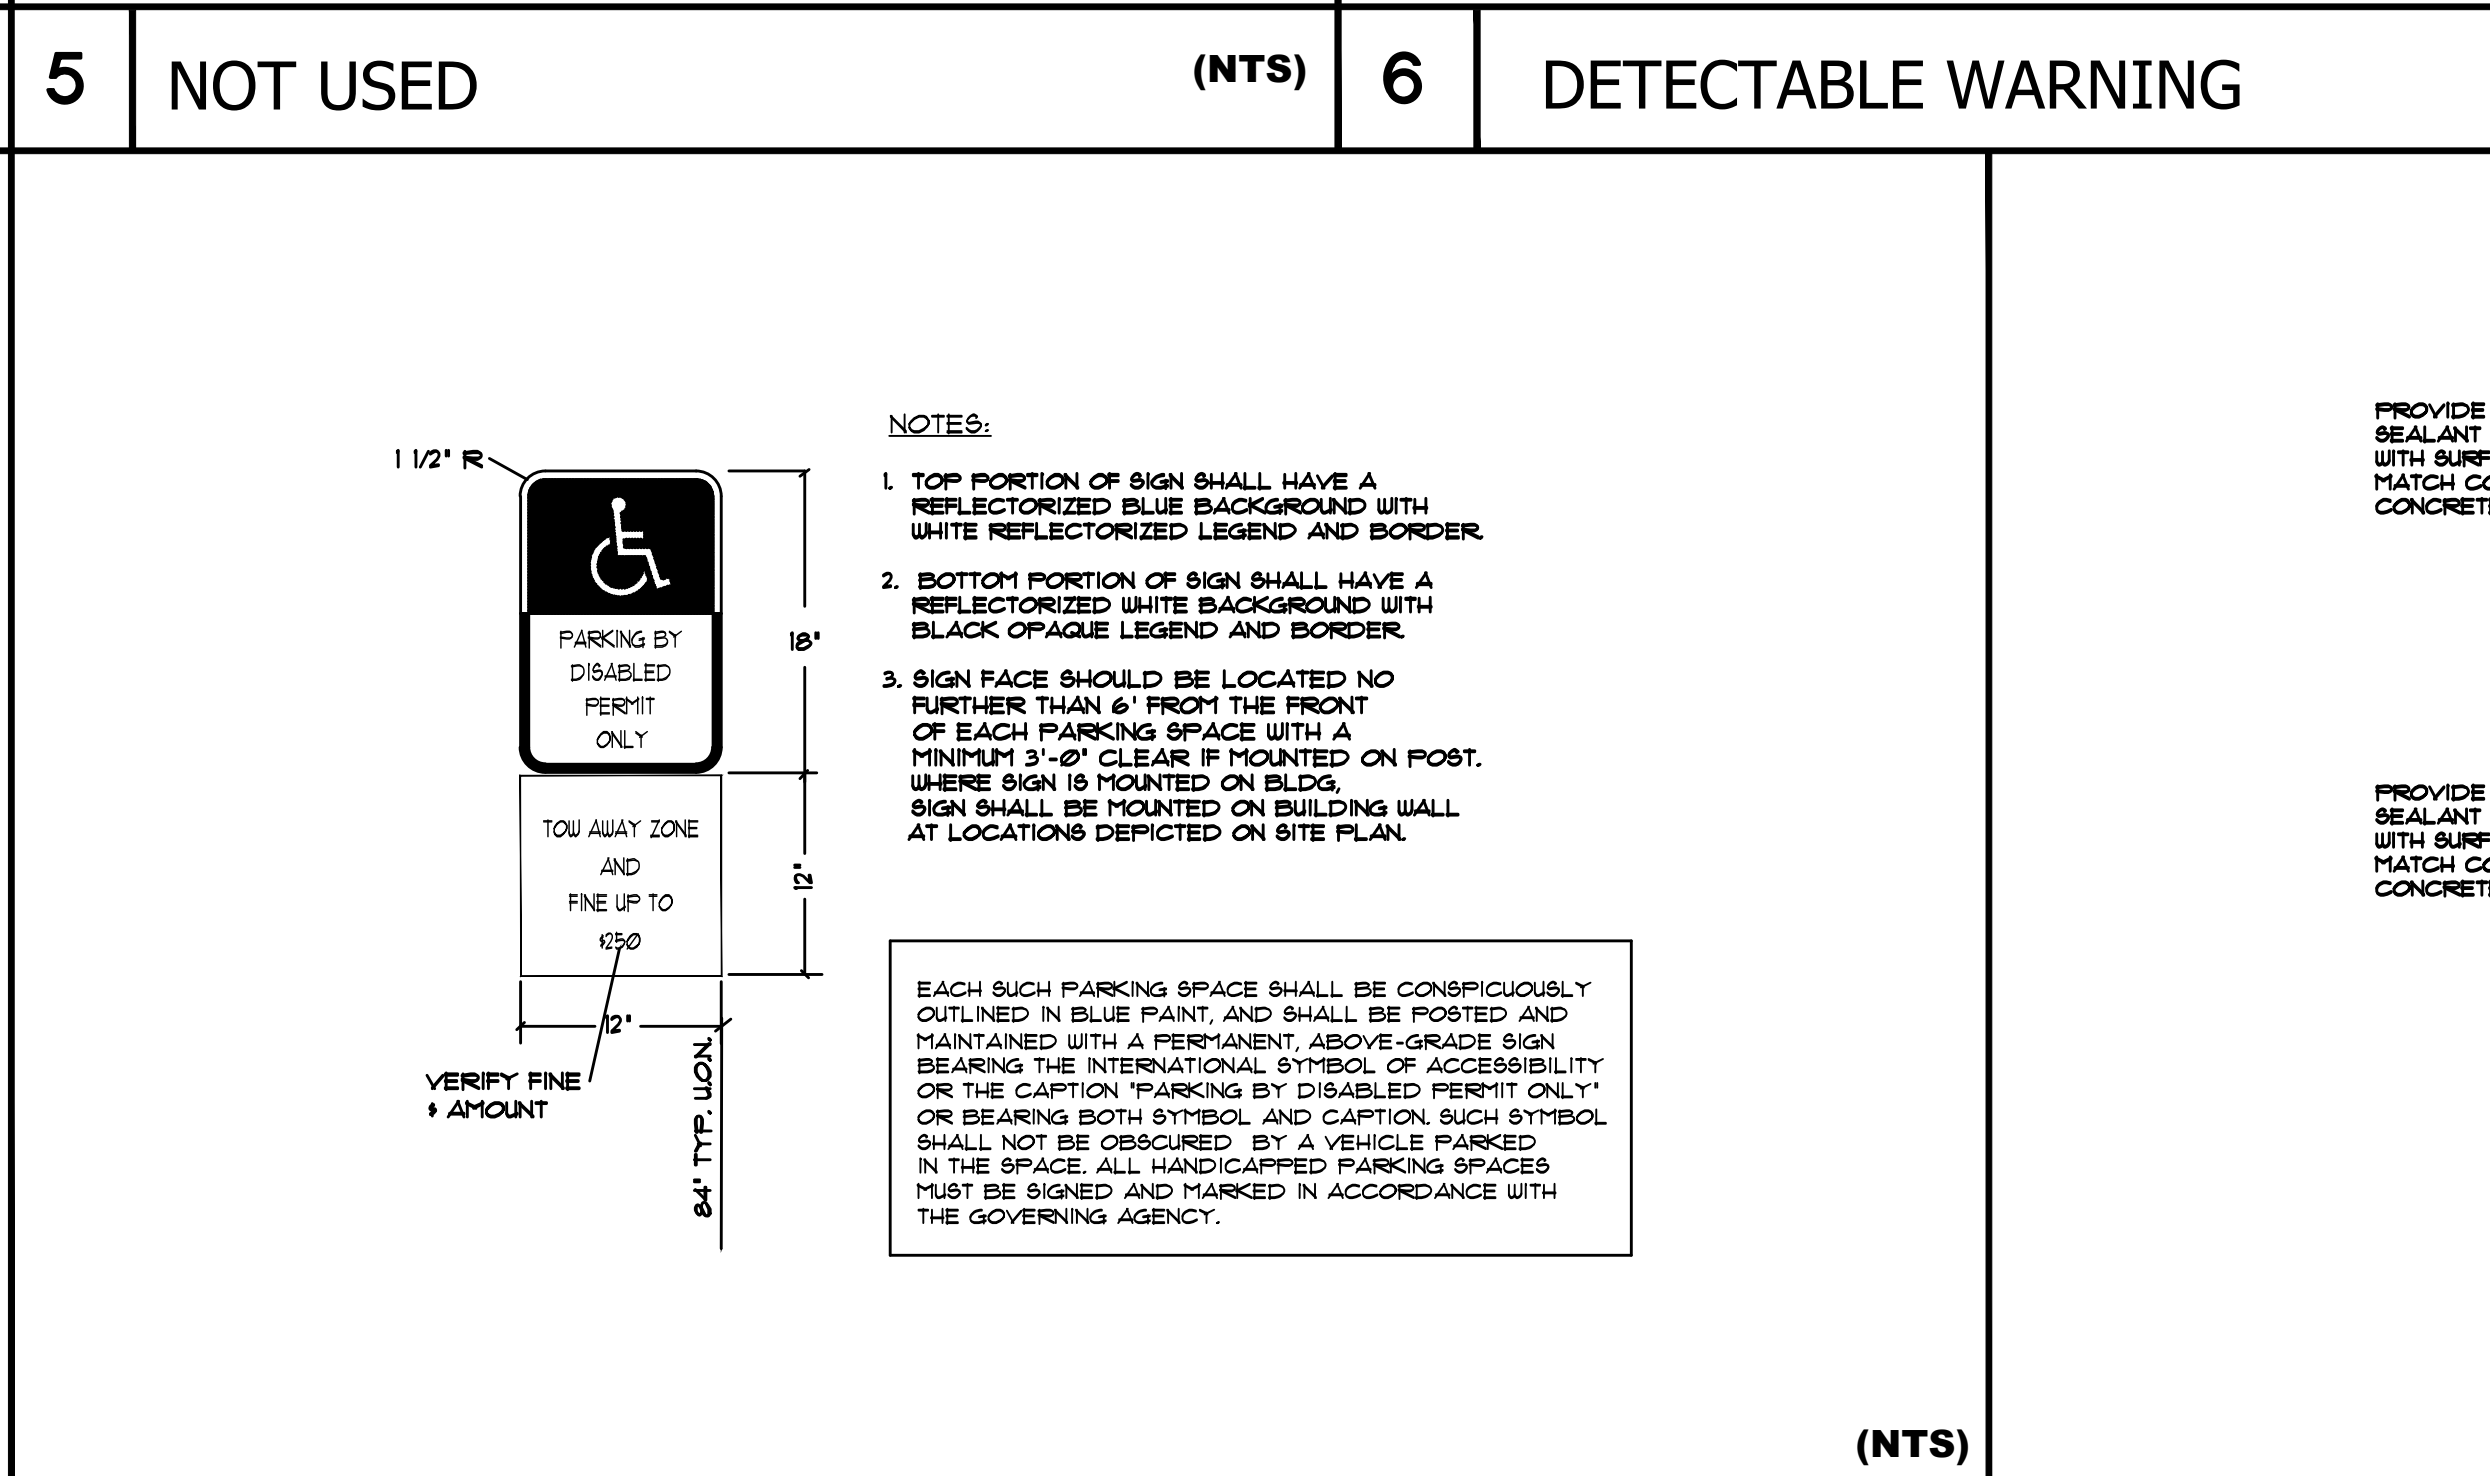 5
NOT USED
(NTS)
6
DETECTABLE WARNING
1 1/2" R
PARKING BY
DISABLED
PERMIT
ONLY
TOW AWAY ZONE
AND
FINE UP TO
$250
18"
12"
12"
VERIFY FINE
$ AMOUNT
84" TYP. U.O.N.
NOTES:
1. TOP PORTION OF SIGN SHALL HAVE A
REFLECTORIZED BLUE BACKGROUND WITH
WHITE REFLECTORIZED LEGEND AND BORDER.
2. BOTTOM PORTION OF SIGN SHALL HAVE A
REFLECTORIZED WHITE BACKGROUND WITH
BLACK OPAQUE LEGEND AND BORDER.
3. SIGN FACE SHOULD BE LOCATED NO
FURTHER THAN 6' FROM THE FRONT
OF EACH PARKING SPACE WITH A
MINIMUM 3'-0" CLEAR IF MOUNTED ON POST.
WHERE SIGN IS MOUNTED ON BLDG,
SIGN SHALL BE MOUNTED ON BUILDING WALL
AT LOCATIONS DEPICTED ON SITE PLAN.
EACH SUCH PARKING SPACE SHALL BE CONSPICUOUSLY
OUTLINED IN BLUE PAINT, AND SHALL BE POSTED AND
MAINTAINED WITH A PERMANENT, ABOVE-GRADE SIGN
BEARING THE INTERNATIONAL SYMBOL OF ACCESSIBILITY
OR THE CAPTION "PARKING BY DISABLED PERMIT ONLY"
OR BEARING BOTH SYMBOL AND CAPTION. SUCH SYMBOL
SHALL NOT BE OBSCURED BY A VEHICLE PARKED
IN THE SPACE. ALL HANDICAPPED PARKING SPACES
MUST BE SIGNED AND MARKED IN ACCORDANCE WITH
THE GOVERNING AGENCY.
(NTS)
PROVIDE
SEALANT
WITH
MATCH
PROVIDE
SEALANT
WITH
MATCH